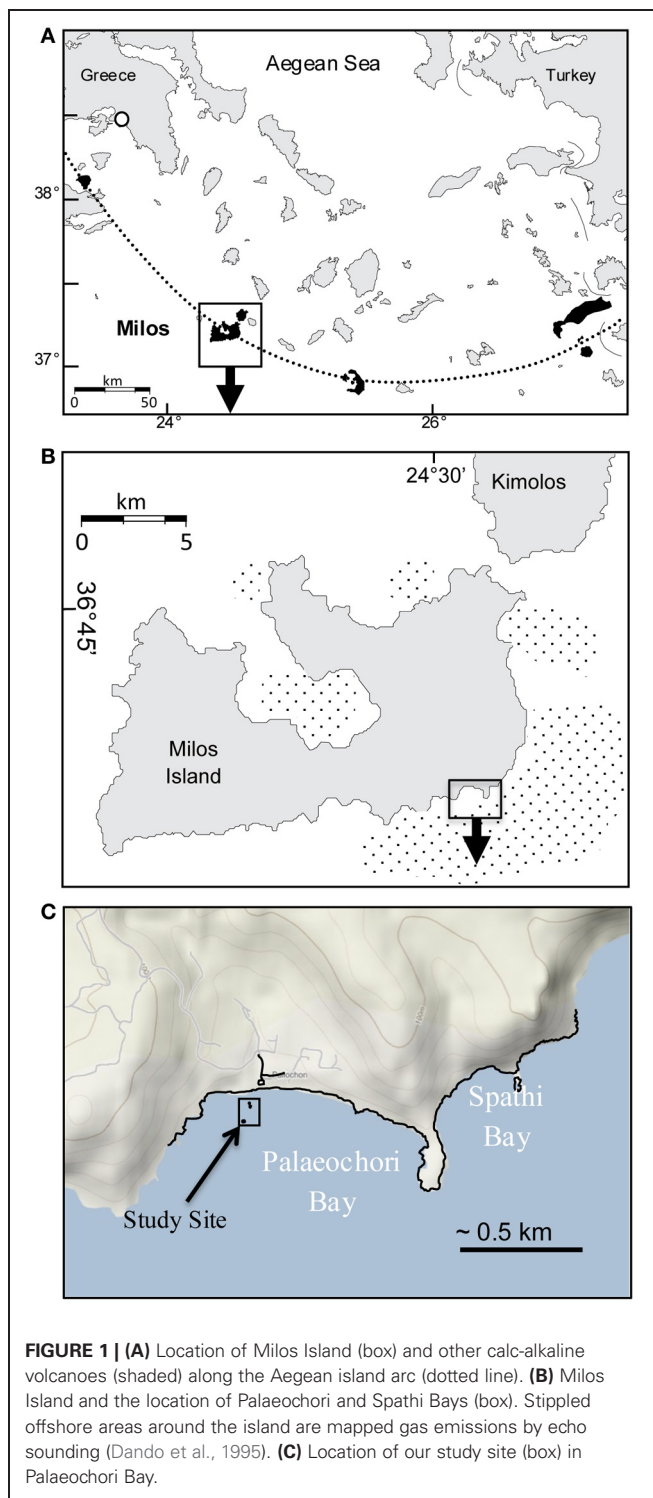 A
Greece
Aegean Sea
Turkey
38°
Milos
37°
km
0 50
24° 26°
B
24°30'
Kimolos
km
0 5
36°45'
Milos
Island
C
Spathi
Bay
Palaeochori
Bay
Study Site
~ 0.5 km
FIGURE 1 | (A) Location of Milos Island (box) and other calc-alkaline
volcanoes (shaded) along the Aegean island arc (dotted line). (B) Milos
Island and the location of Palaeochori and Spathi Bays (box). Stippled
offshore areas around the island are mapped gas emissions by echo
sounding (Dando et al., 1995). (C) Location of our study site (box) in
Palaeochori Bay.